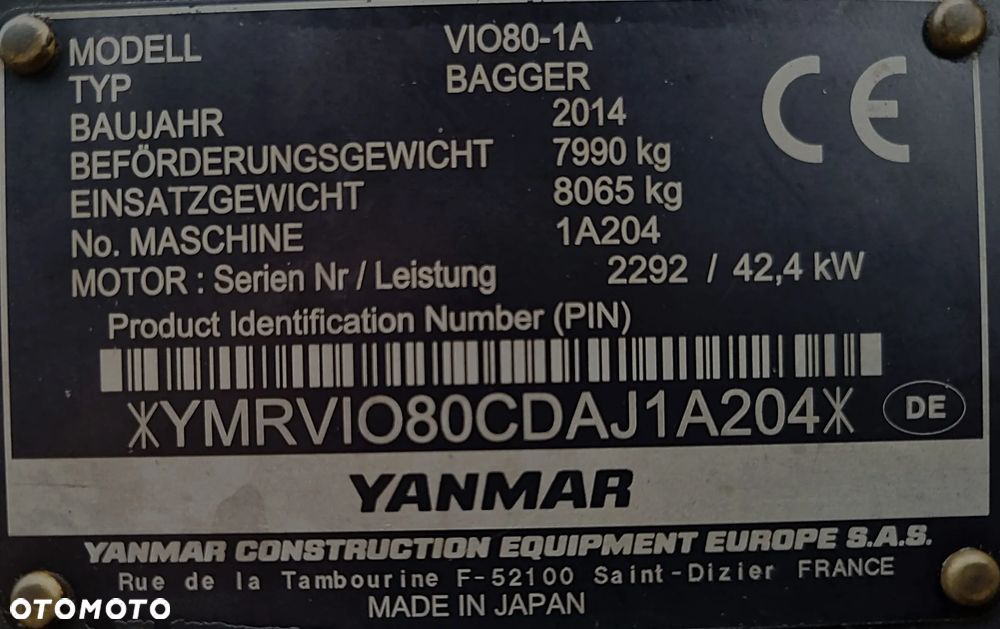 MODELL VIO80-1A
TYP BAGGER
BAUJAHR 2014
BEFÖRDERUNGSGEWICHT 7990 kg
EINSATZGEWICHT 8065 kg
No. MASCHINE 1A204
MOTOR : Serien Nr / Leistung 2292 / 42,4 kW
CE
Product Identification Number (PIN)
*YMRVIO80CDAJ1A204*
DE
YANMAR
YANMAR CONSTRUCTION EQUIPMENT EUROPE S.A.S.
Rue de la Tambourine F-52100 Saint-Dizier FRANCE
MADE IN JAPAN
OTOMOTO